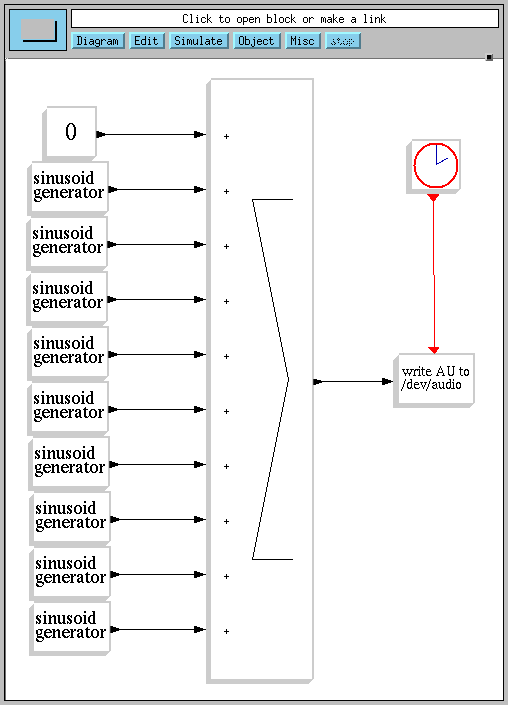 Click to open block or make a link
Diagram Edit Simulate Object Misc stop
0
+
sinusoid
generator
+
sinusoid
generator
+
sinusoid
generator
+
sinusoid
generator
+
sinusoid
generator
+
sinusoid
generator
+
sinusoid
generator
+
sinusoid
generator
+
sinusoid
generator
+
write AU to
/dev/audio